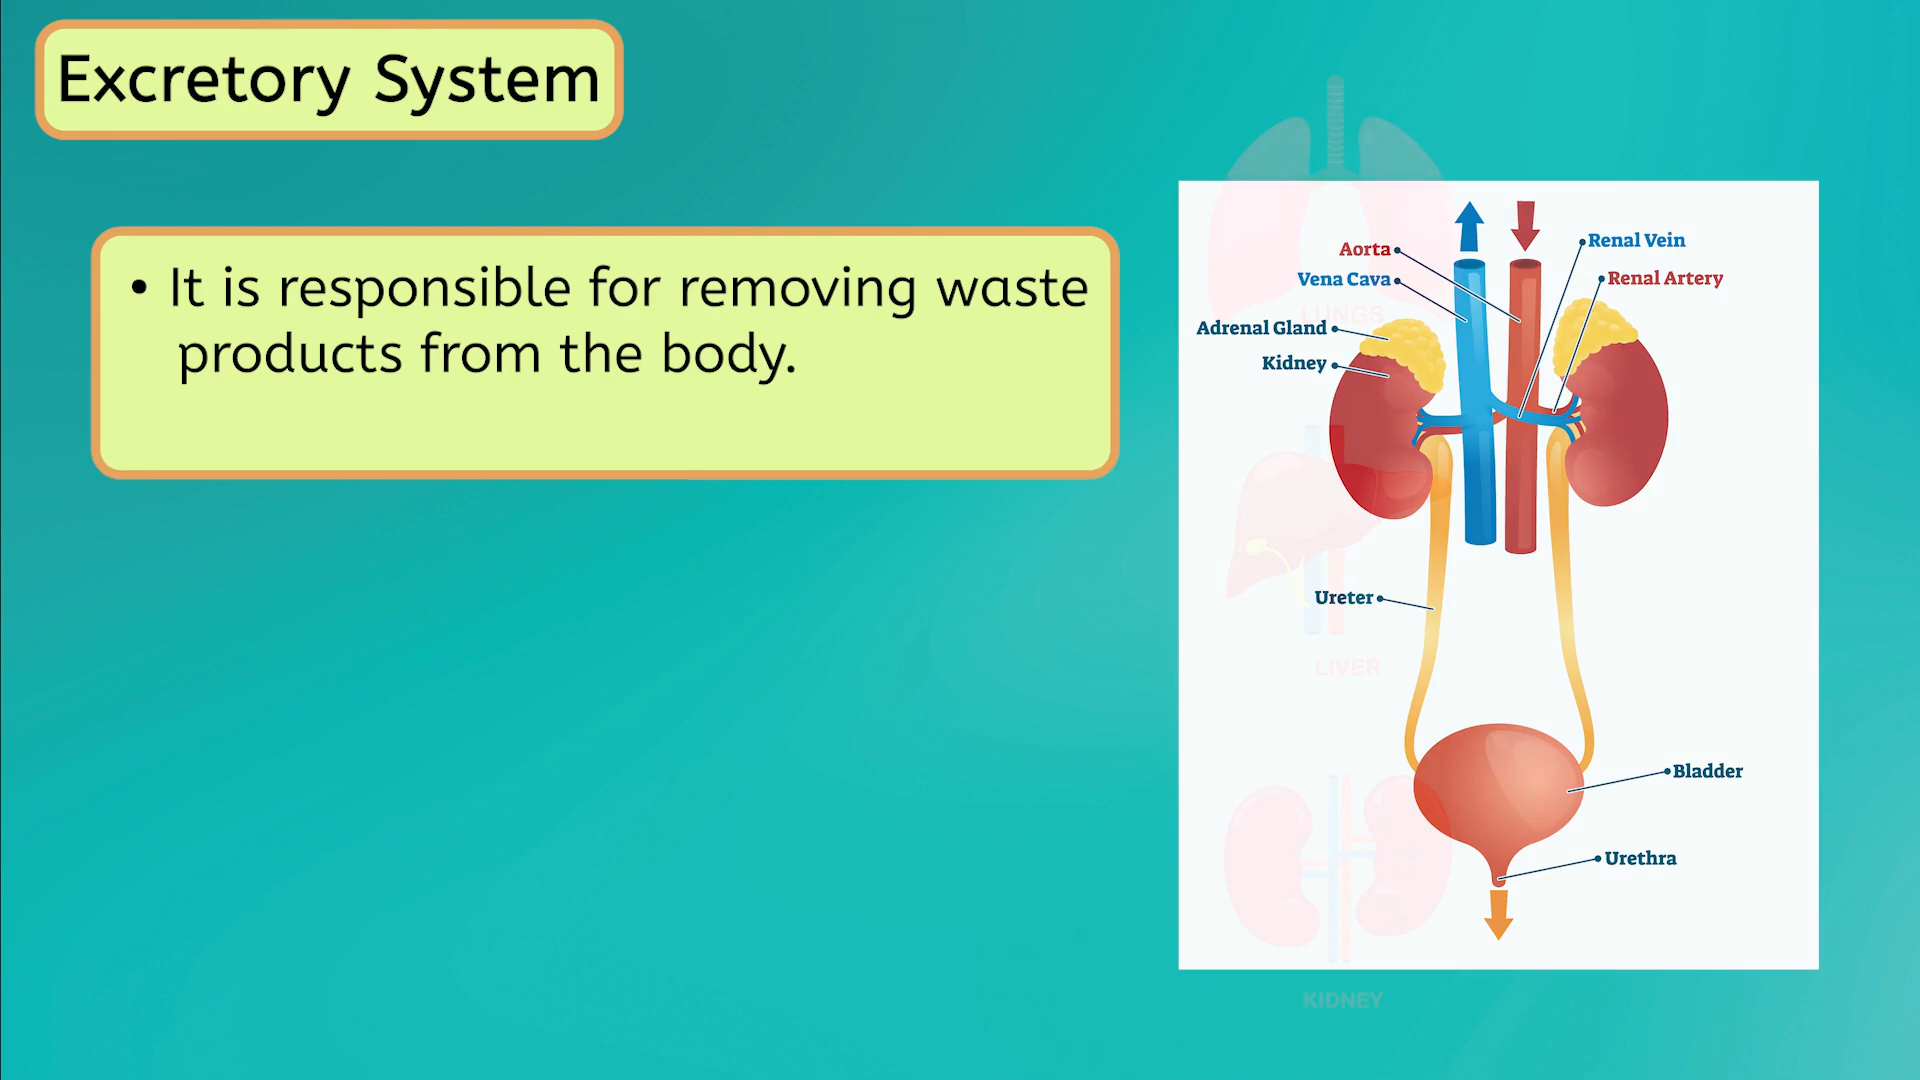 Excretory System
• It is responsible for removing waste
products from the body.
Aorta
Vena Cava
Adrenal Gland
Kidney
Renal Vein
Renal Artery
LUNGS
Ureter
LIVER
Bladder
Urethra
KIDNEY